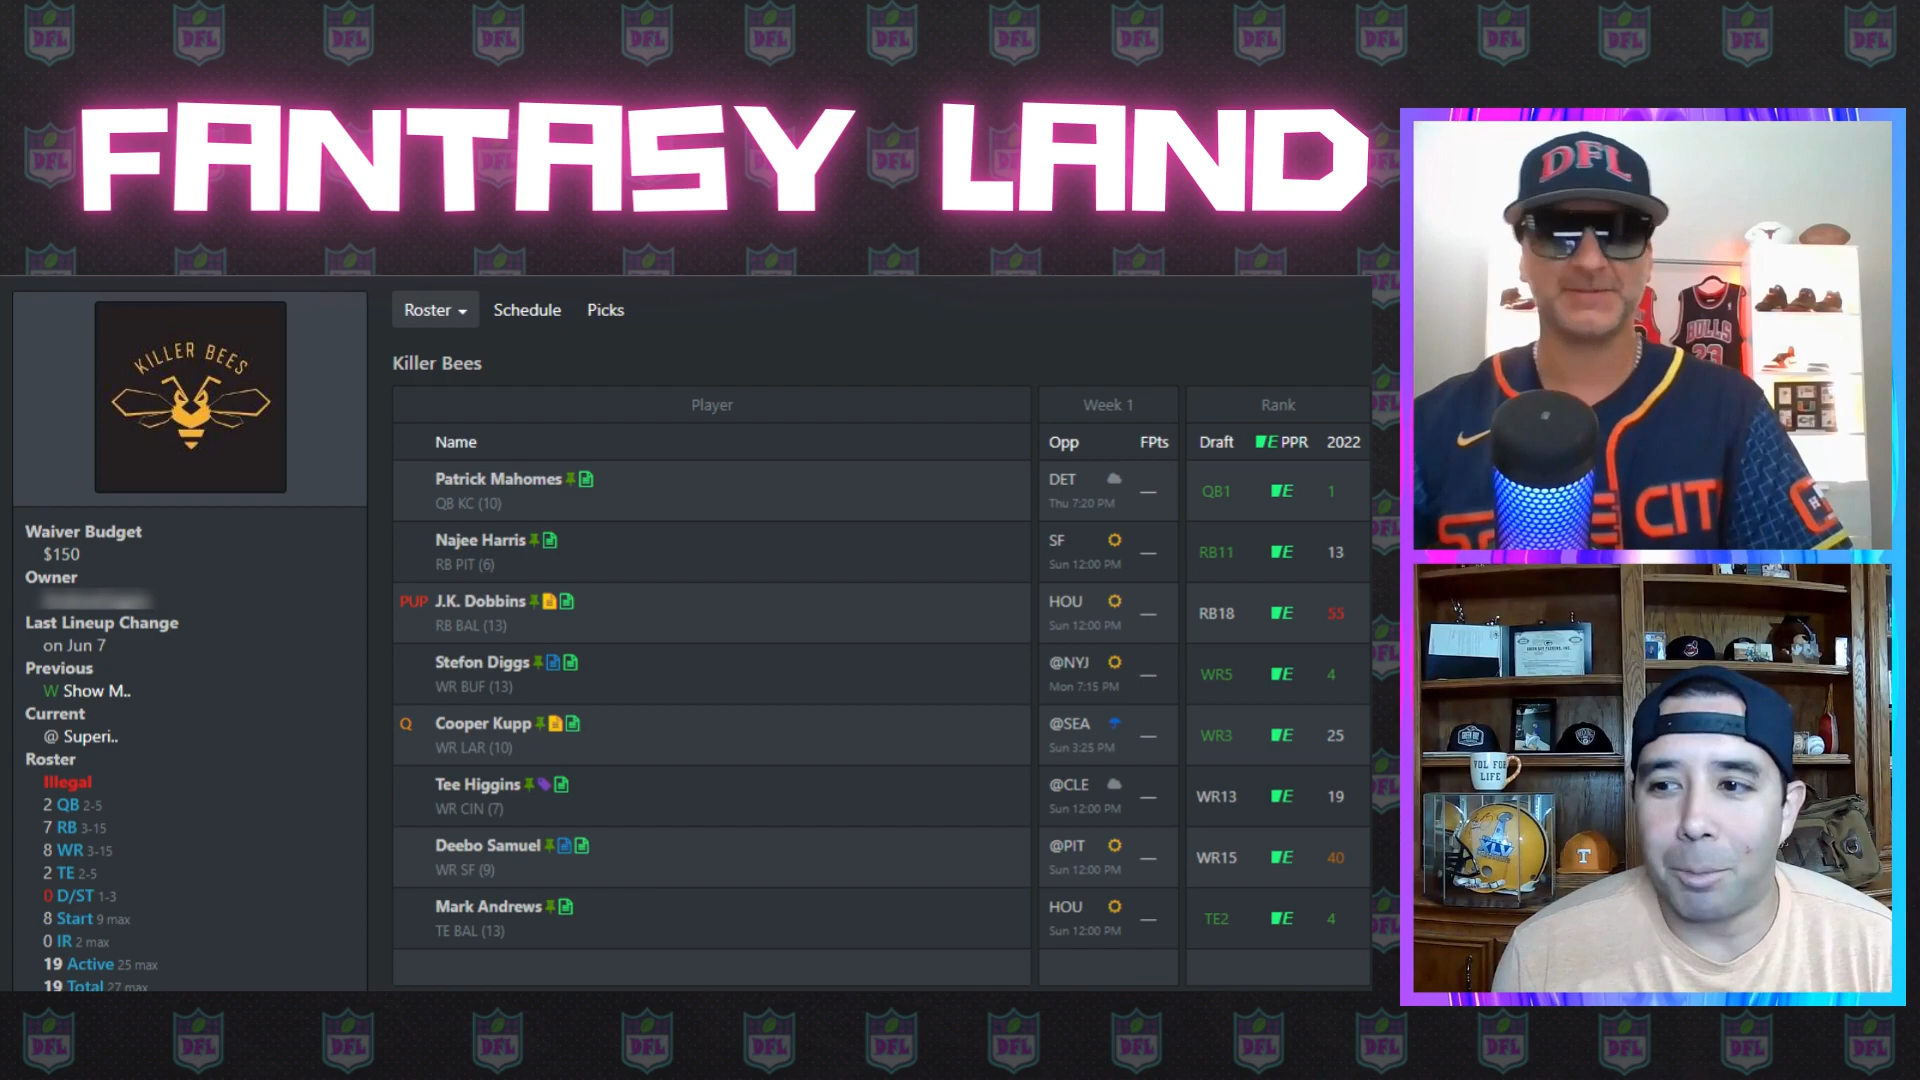 FANTASY LAND
KILLER BEES
Waiver Budget
$150
Owner
Last Lineup Change
on Jun 7
Previous
W Show M..
Current
@ Superi..
Roster
Illegal
2 QB 2-5
7 RB 3-15
8 WR 3-15
2 TE 2-5
0 D/ST 1-3
8 Start 9 max
0 IR 2 max
19 Active 25 max
19 Total 27 max
Roster Schedule Picks
Killer Bees
Player Week 1 Rank
Name Opp FPts Draft E PPR 2022
Patrick Mahomes DET — QB1 E 1
QB KC (10) Thu 7:20 PM
Najee Harris SF — RB11 E 13
RB PIT (6) Sun 12:00 PM
PUP J.K. Dobbins HOU — RB18 E 55
RB BAL (13) Sun 12:00 PM
Stefon Diggs @NYJ — WR5 E 4
WR BUF (13) Mon 7:15 PM
Q Cooper Kupp @SEA — WR3 E 25
WR LAR (10) Sun 3:25 PM
Tee Higgins @CLE — WR13 E 19
WR CIN (7) Sun 12:00 PM
Deebo Samuel @PIT — WR15 E 40
WR SF (9) Sun 12:00 PM
Mark Andrews HOU — TE2 E 4
TE BAL (13) Sun 12:00 PM
DFL
BULLS
23
CITY
VOL FOR
LIFE
XLV
T